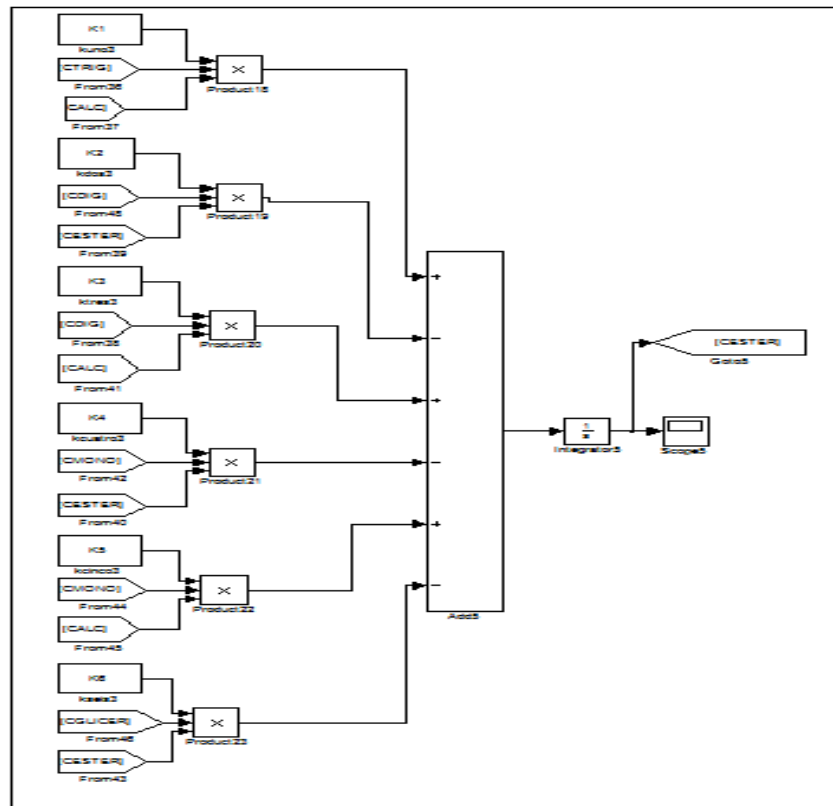 K1
kuno3
[CTRIG]
From36
[CALC]
From37
Product18
K2
kdos3
[CDIG]
[CESTER]
From39
Product19
K3
ktres3
[CDIG]
From38
[CALC]
From41
Product20
K4
kcuatro3
[CMONO]
From42
[CESTER]
From40
Product21
K5
kcinco3
[CMONO]
From44
[CALC]
From45
Product22
K6
kseis3
[CGLICER]
From46
[CESTER]
From43
Product23
+
−
+
−
+
−
Add5
1
s
Integrator5
[CESTER]
Goto5
Scope5